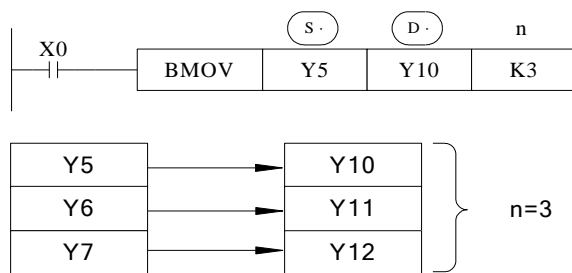 S· D· n
X0
BMOV Y5 Y10 K3
Y5 Y10
Y6 Y11 n=3
Y7 Y12